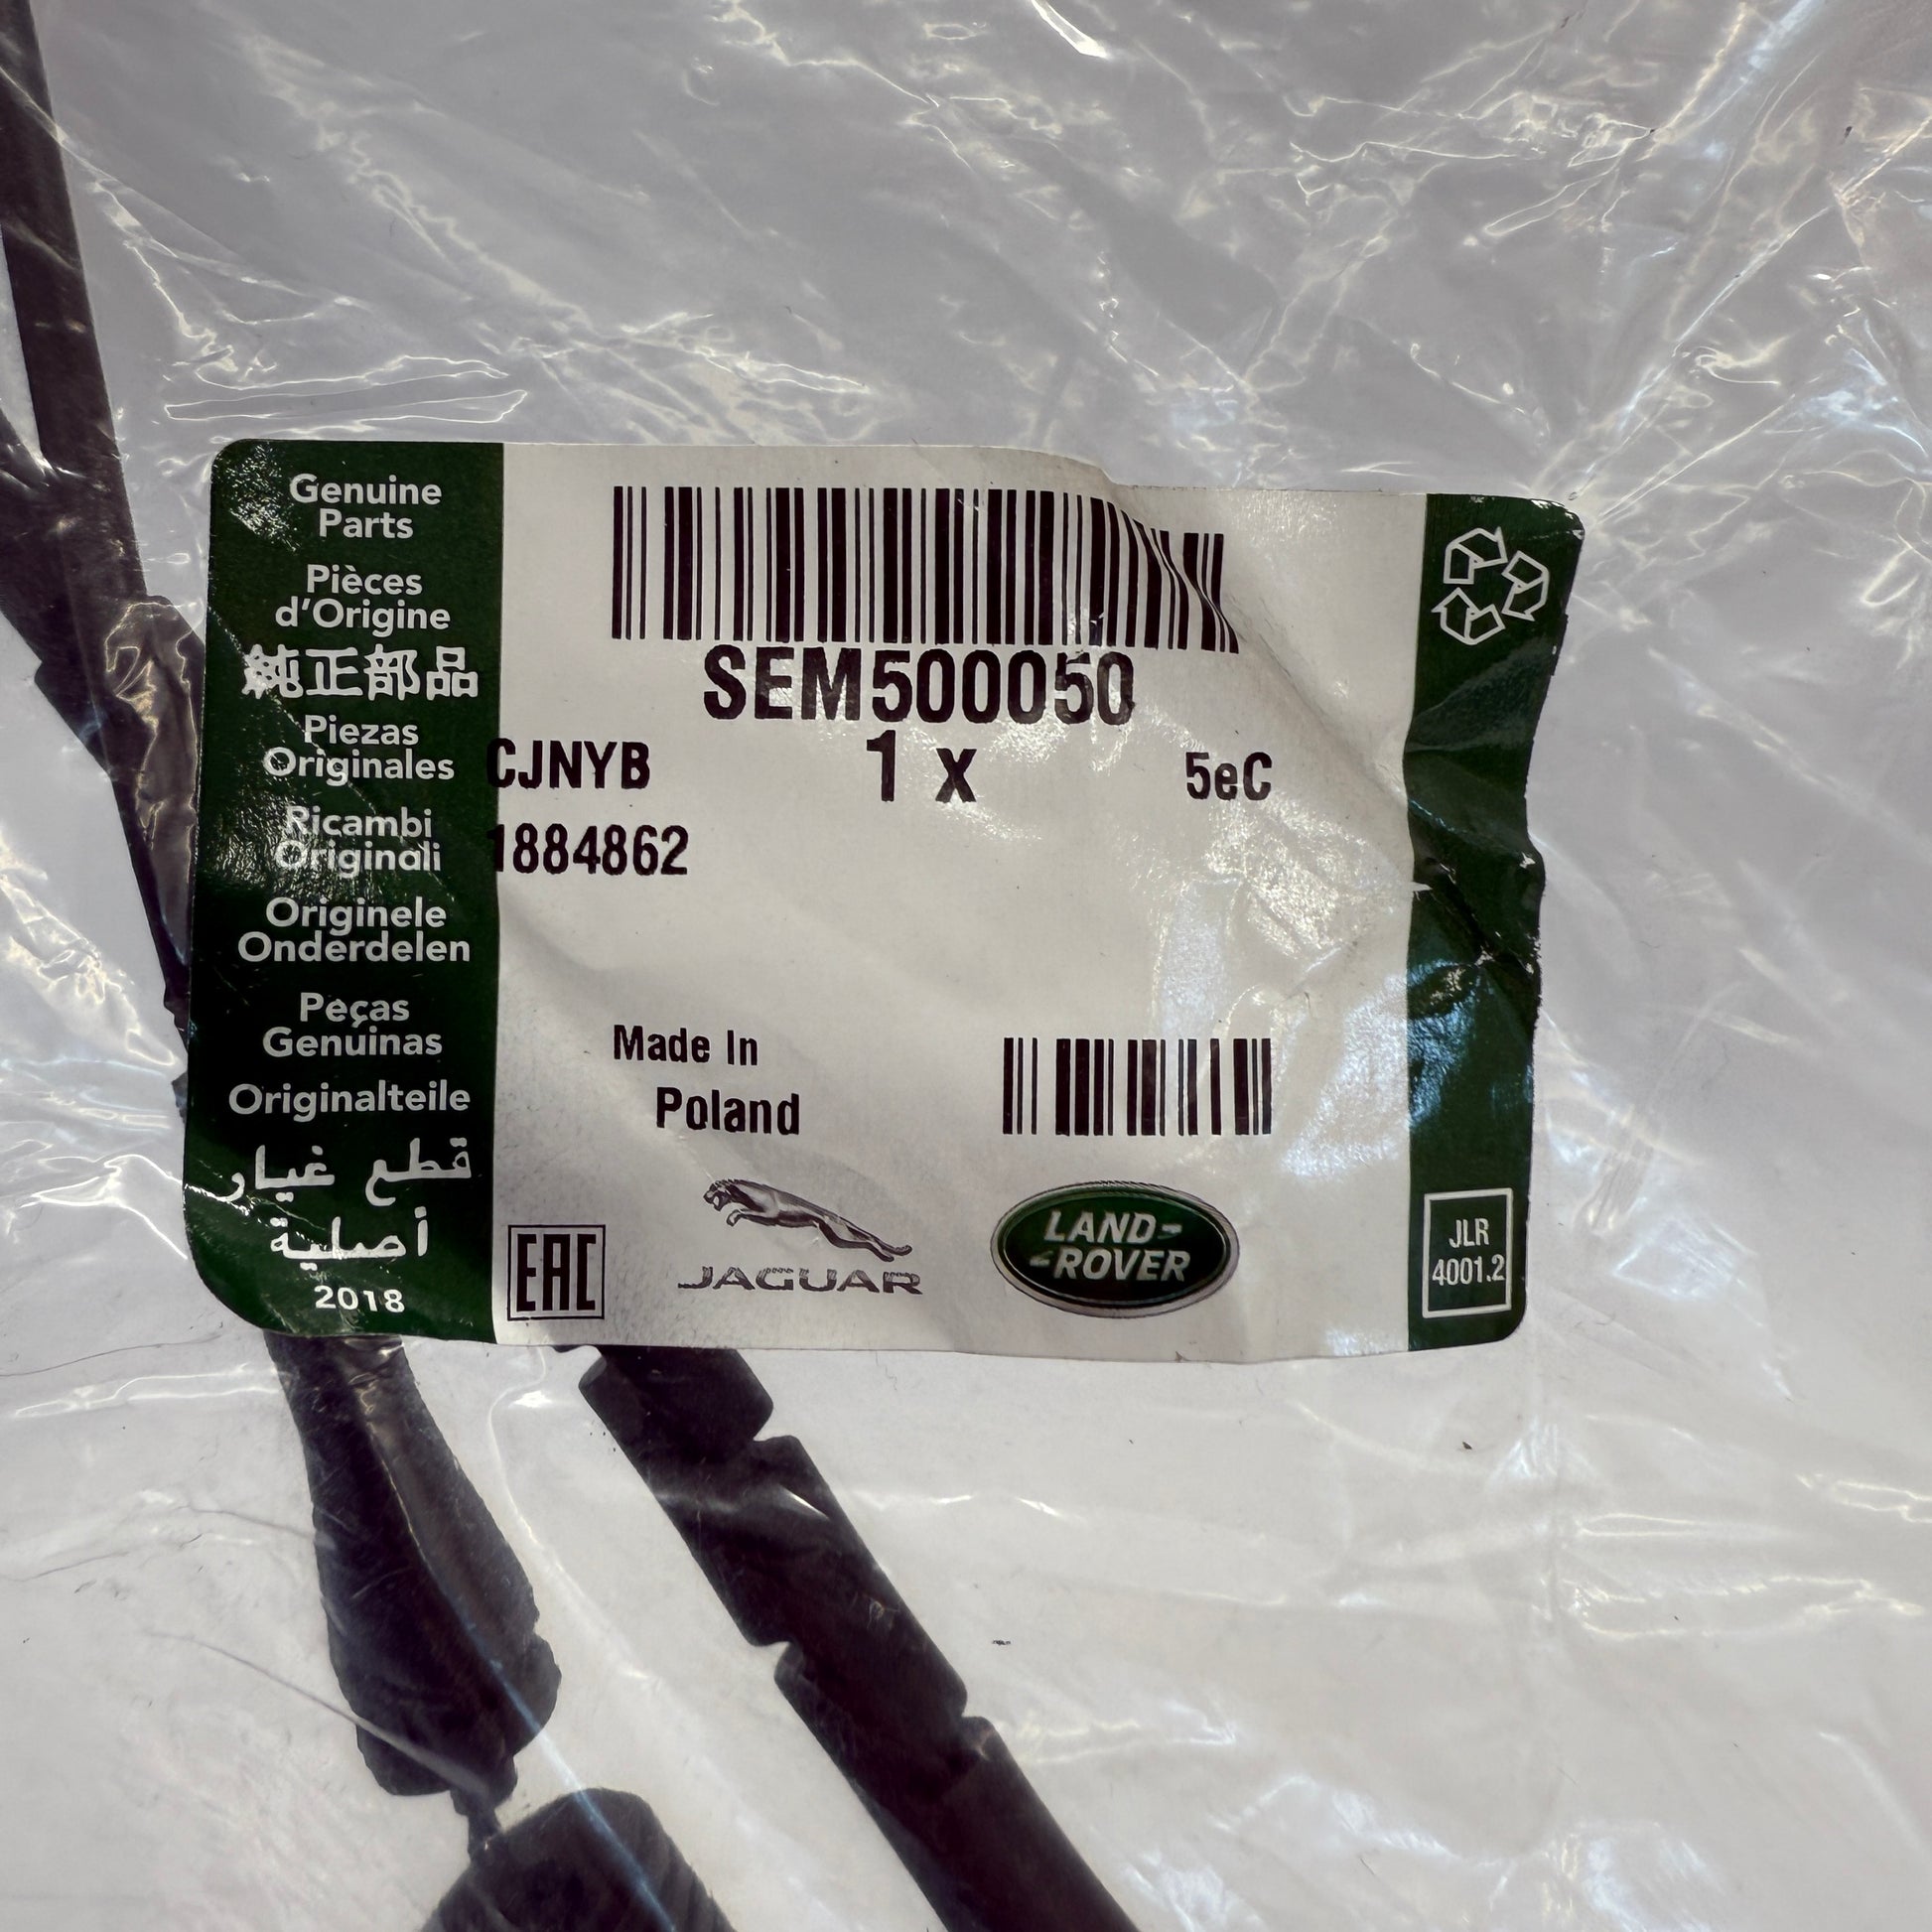 Genuine
Parts
Pièces
d'Origine
純正部品
Piezas
Originales
Ricambi
Originali
Originele
Onderdelen
Peças
Genuinas
Originalteile
قطع غيار
أصلية
2018
SEM500050
CJNYB 1 x 5eC
1884862
Made In
Poland
EAC
JAGUAR
LAND-
-ROVER
JLR
4001.2